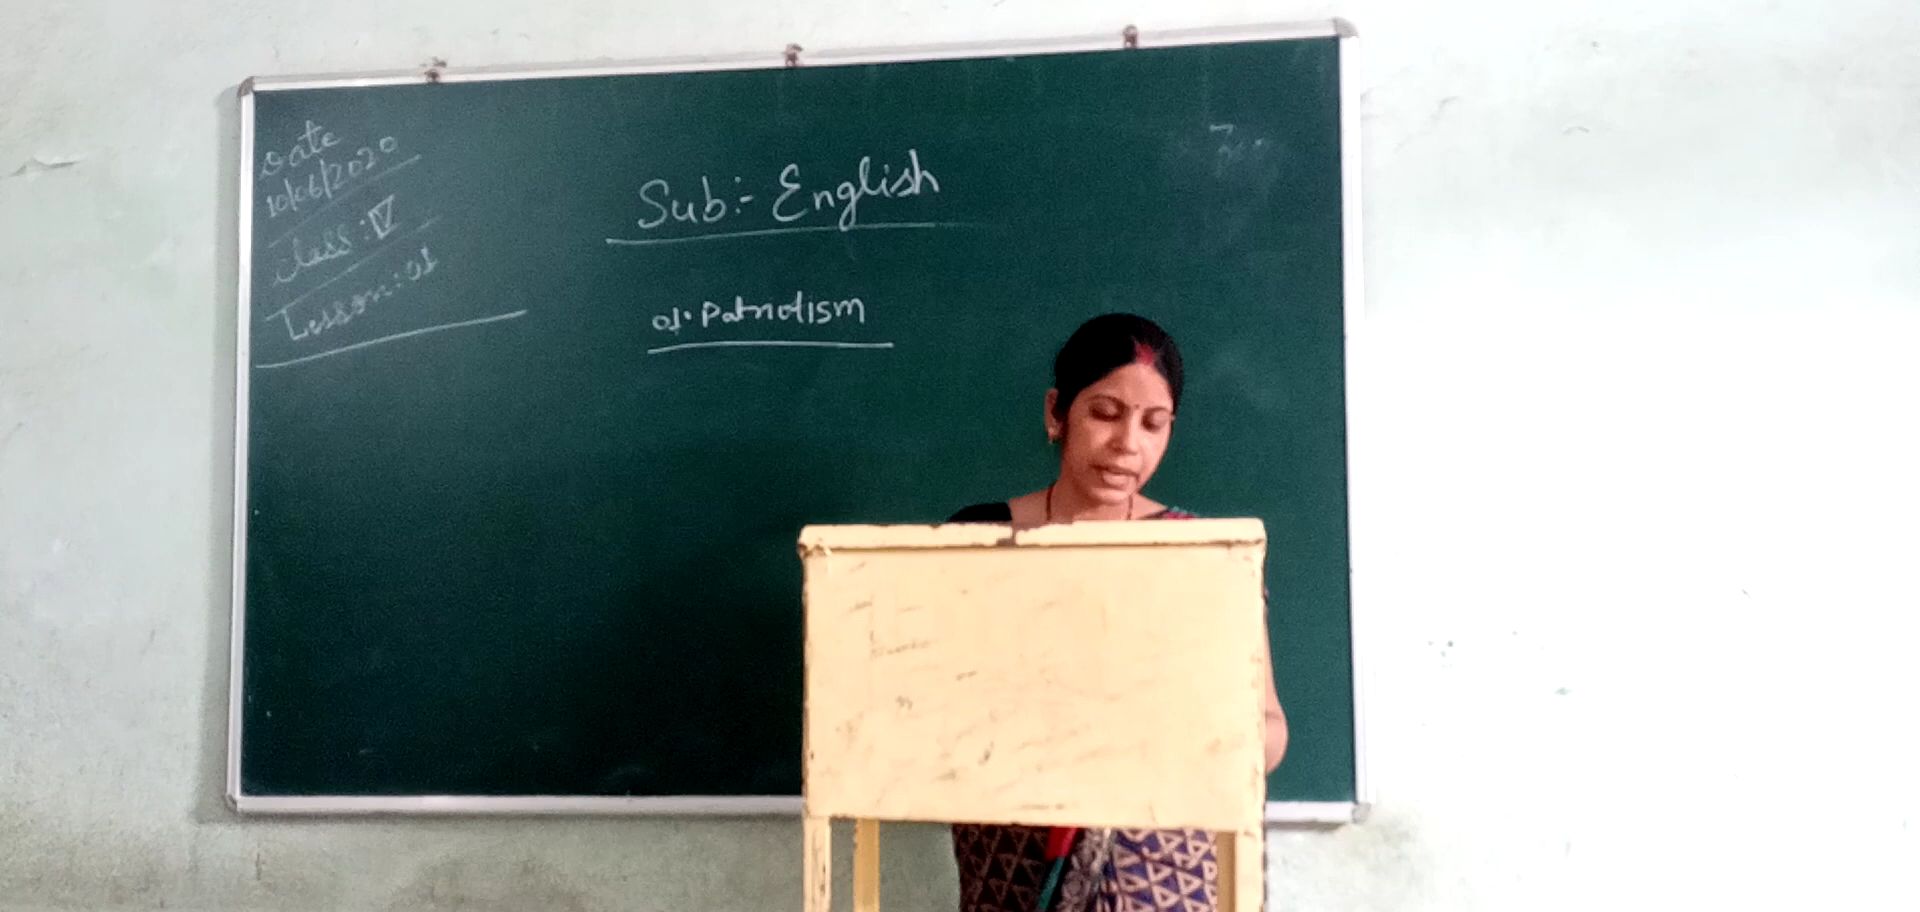 Date
10/06/2020
Class: V
Lesson: 01
Sub:- English
01. Patriotism